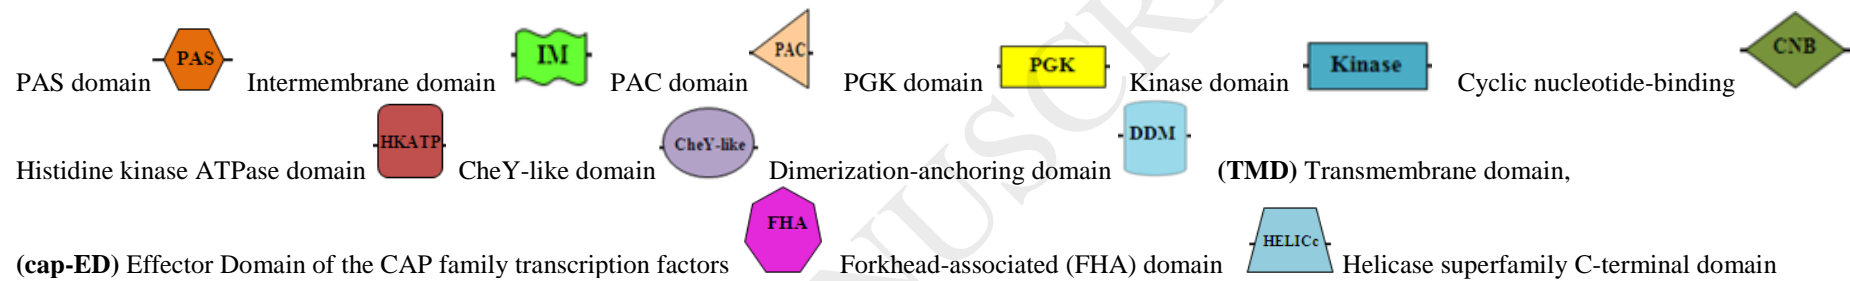 PAS domain PAS Intermembrane domain IM PAC domain PAC PGK domain PGK Kinase domain Kinase Cyclic nucleotide-binding CNB
Histidine kinase ATPase domain HKATP CheY-like domain CheY-like Dimerization-anchoring domain DDM (TMD) Transmembrane domain,
(cap-ED) Effector Domain of the CAP family transcription factors FHA Forkhead-associated (FHA) domain HELICc Helicase superfamily C-terminal domain
NUSCR